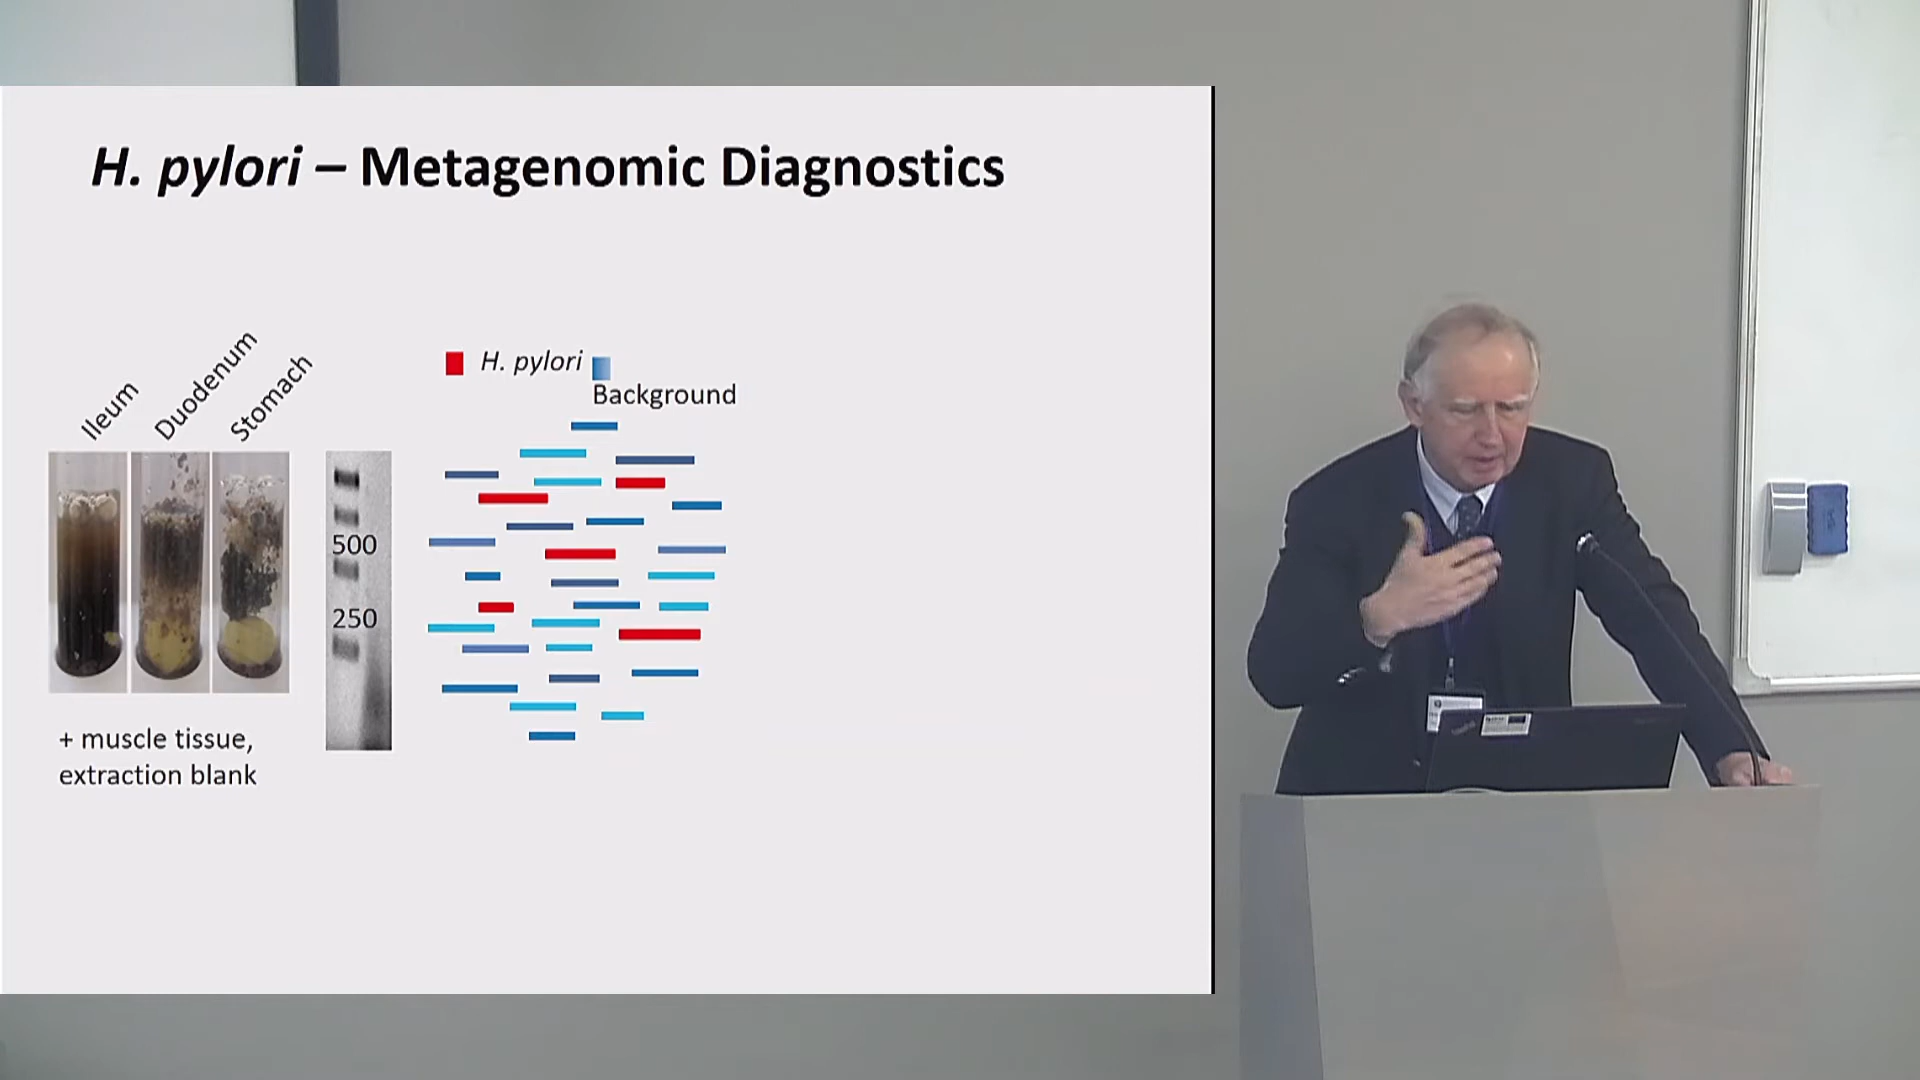 H. pylori – Metagenomic Diagnostics
Ileum
Duodenum
Stomach
H. pylori
Background
500
250
+ muscle tissue,
extraction blank